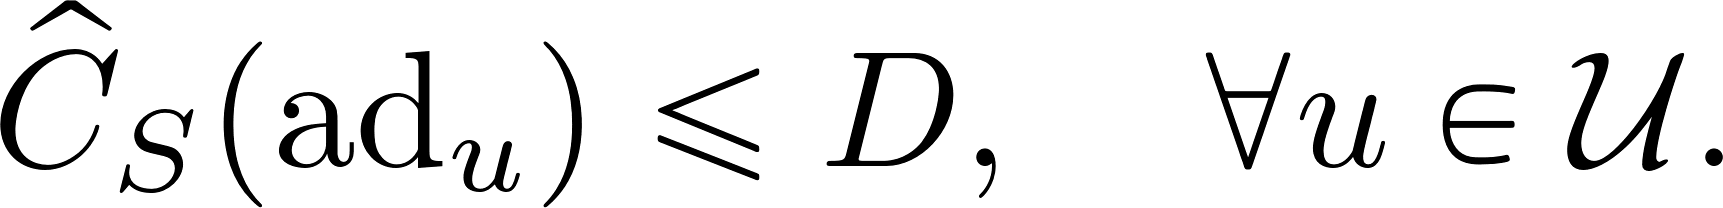 $\widehat{C}_S(\mathrm{ad}_u) \leqslant D, \quad \forall u \in \mathcal{U}.$